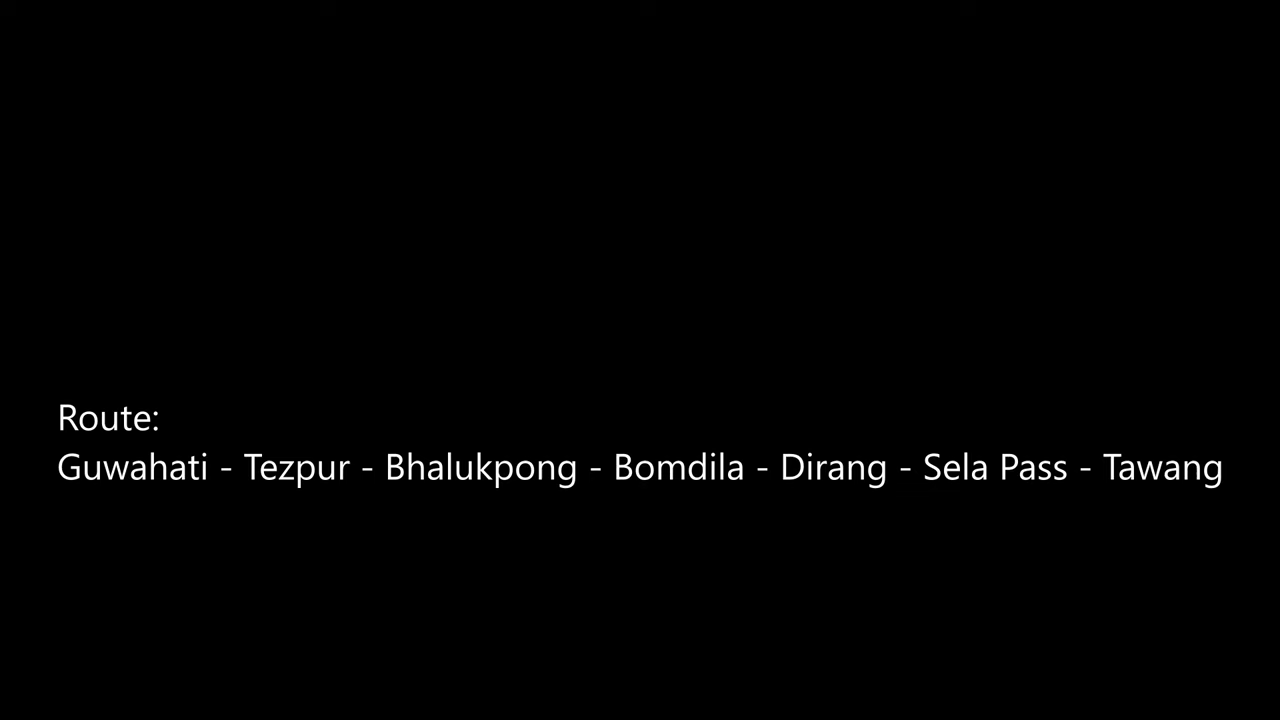 Route:
Guwahati - Tezpur - Bhalukpong - Bomdila - Dirang - Sela Pass - Tawang